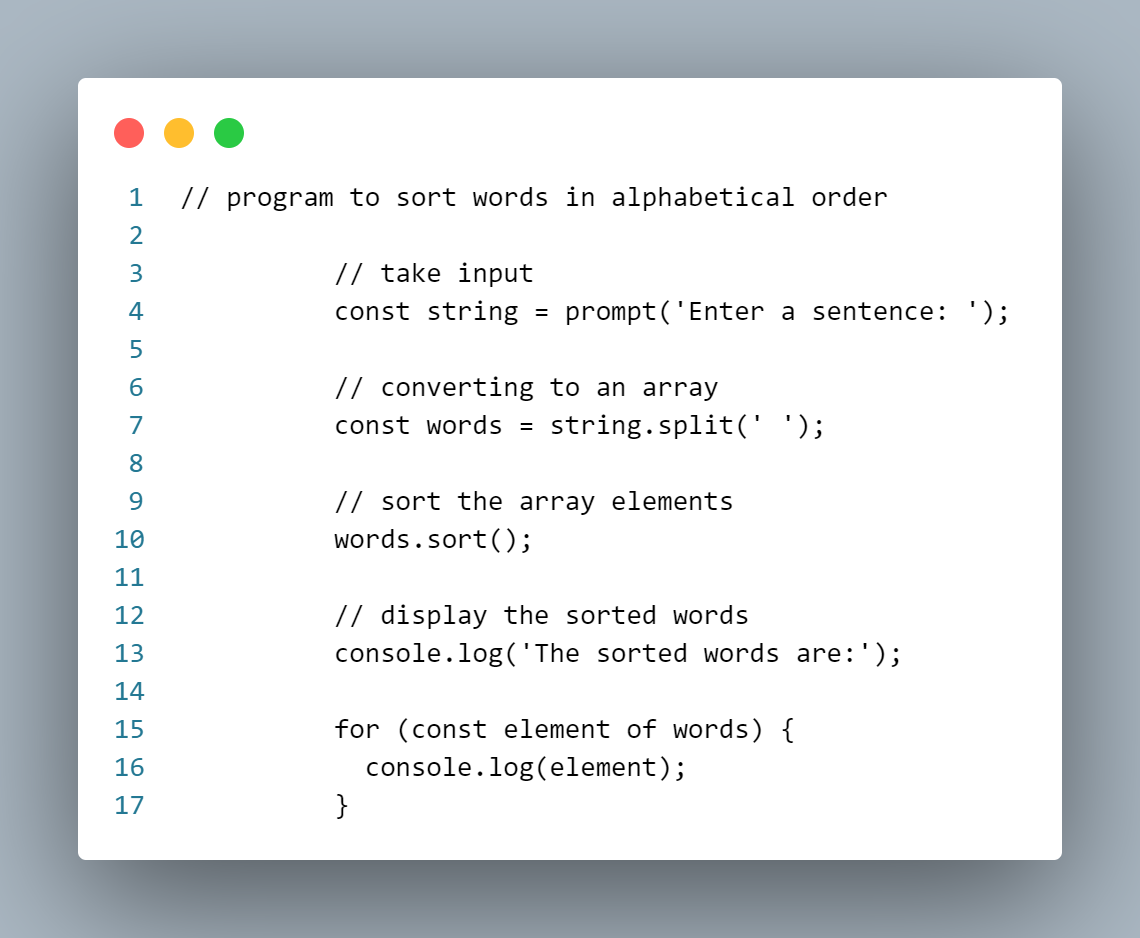 1 // program to sort words in alphabetical order
2
3 // take input
4 const string = prompt('Enter a sentence: ');
5
6 // converting to an array
7 const words = string.split(' ');
8
9 // sort the array elements
10 words.sort();
11
12 // display the sorted words
13 console.log('The sorted words are:');
14
15 for (const element of words) {
16   console.log(element);
17 }